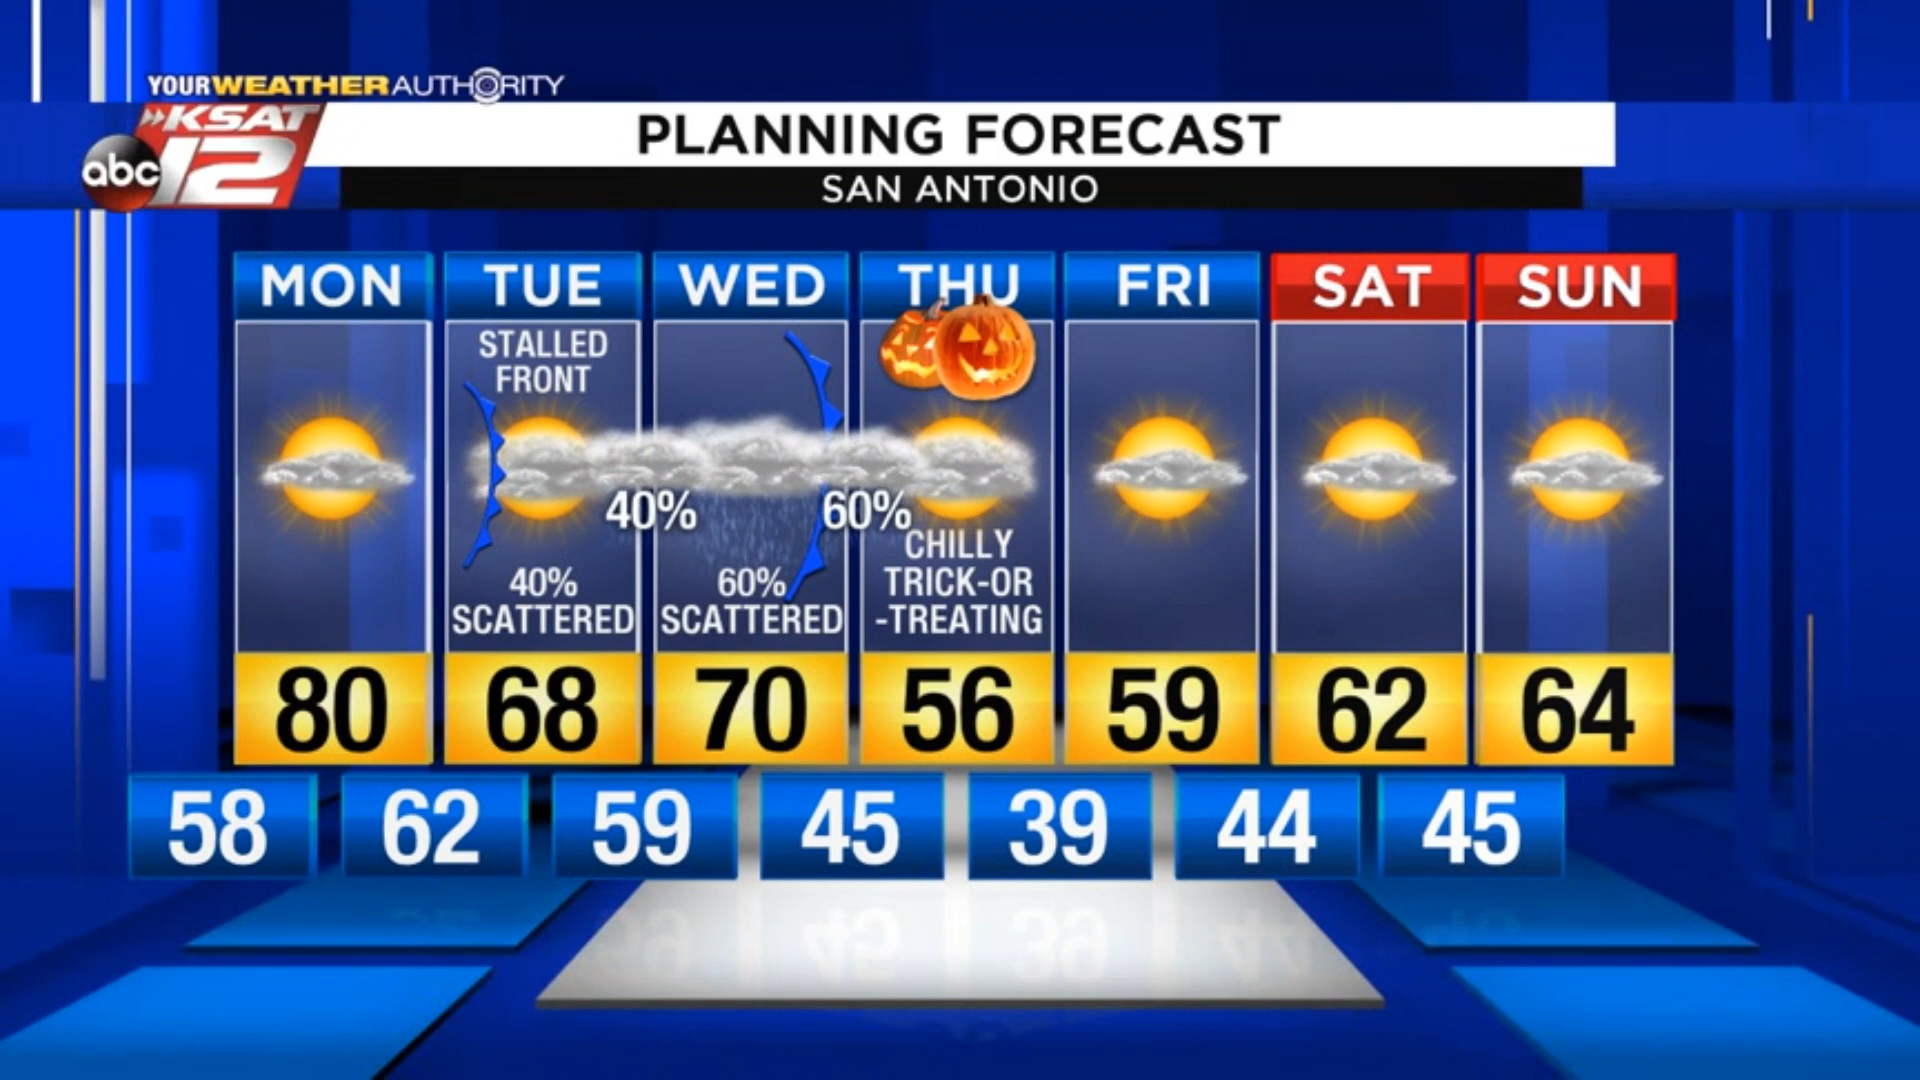 YOURWEATHERAUTHORITY
KSAT
abc 12
PLANNING FORECAST
SAN ANTONIO
MON TUE WED THU FRI SAT SUN
STALLED
FRONT
40% 60%
CHILLY
TRICK-OR
-TREATING
40%
SCATTERED
60%
SCATTERED
80 68 70 56 59 62 64
58 62 59 45 39 44 45